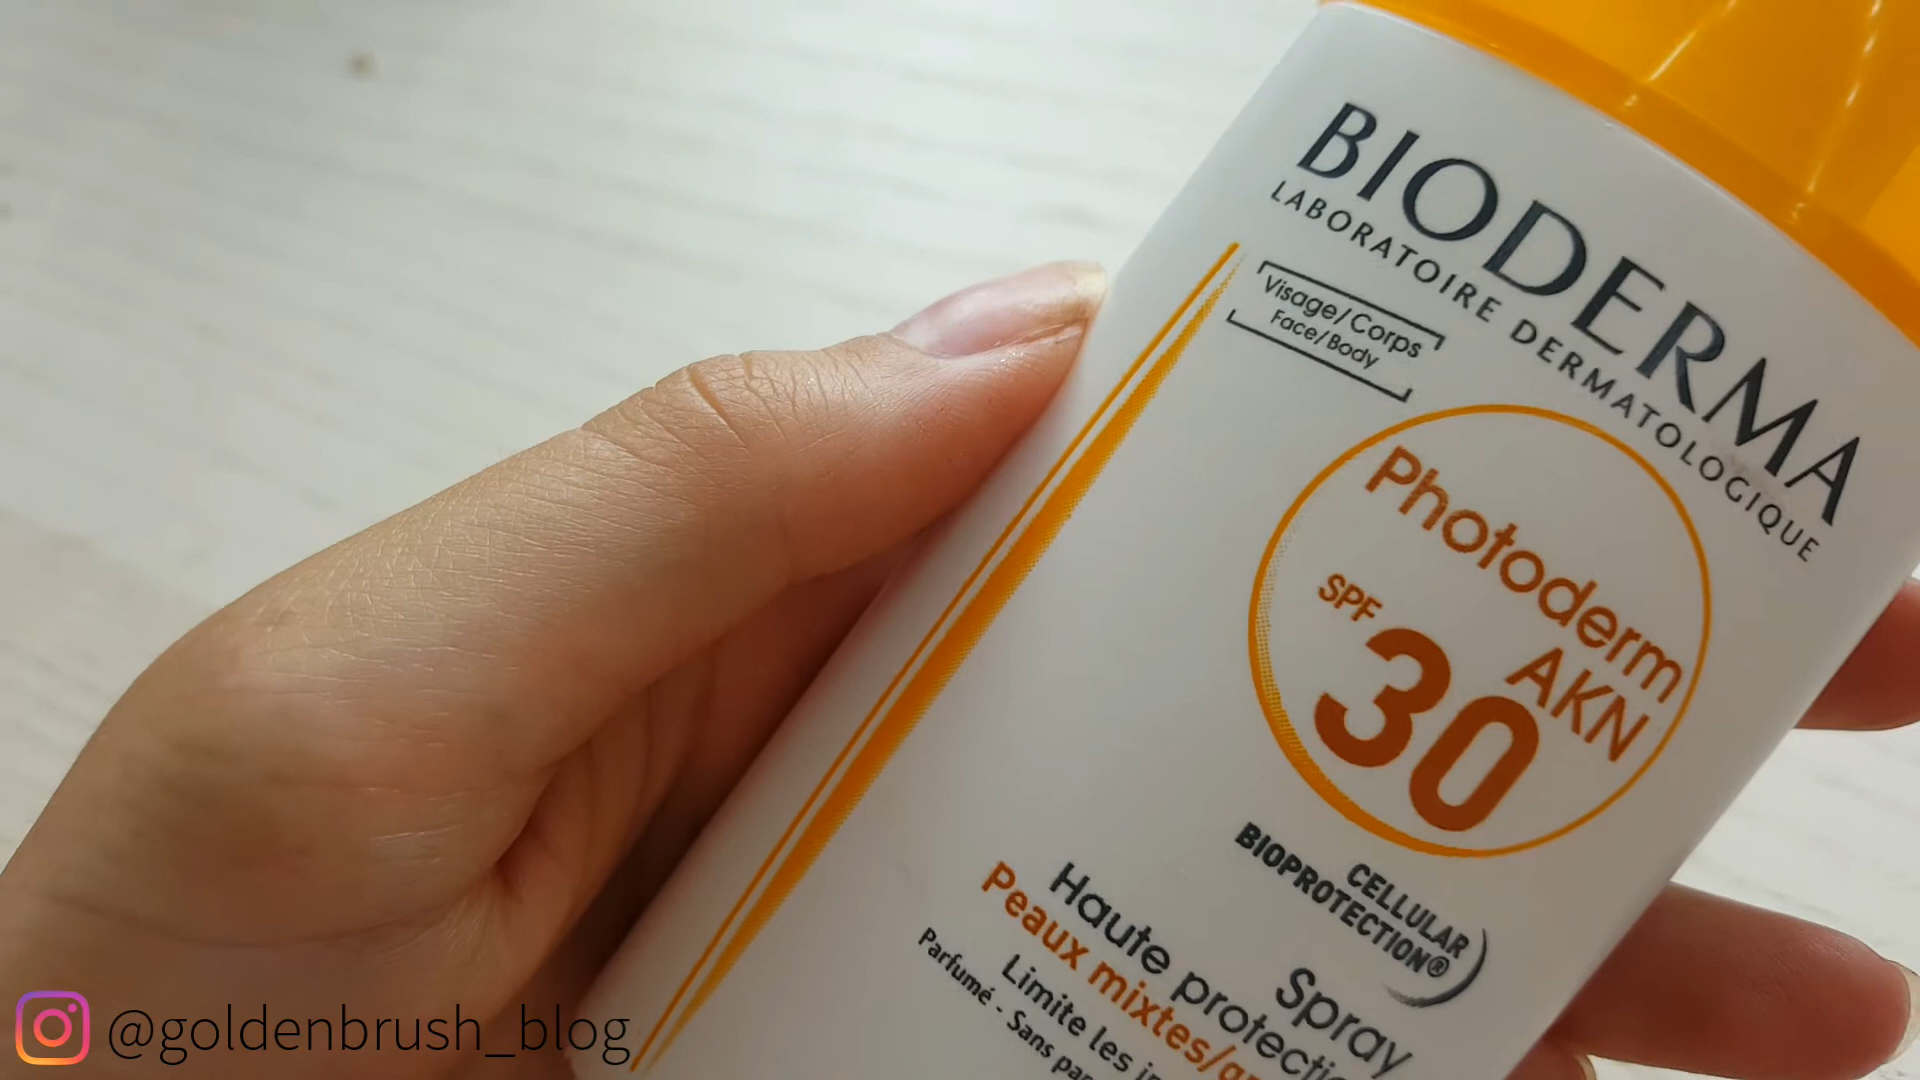 BIODERMA
LABORATOIRE DERMATOLOGIQUE
Visage/Corps
Face/Body
Photoderm
AKN
SPF
30
CELLULAR
BIOPROTECTION®
Spray
Haute
Peaux mixtes/
Limite les
Parfumé - Sans
@goldenbrush_blog